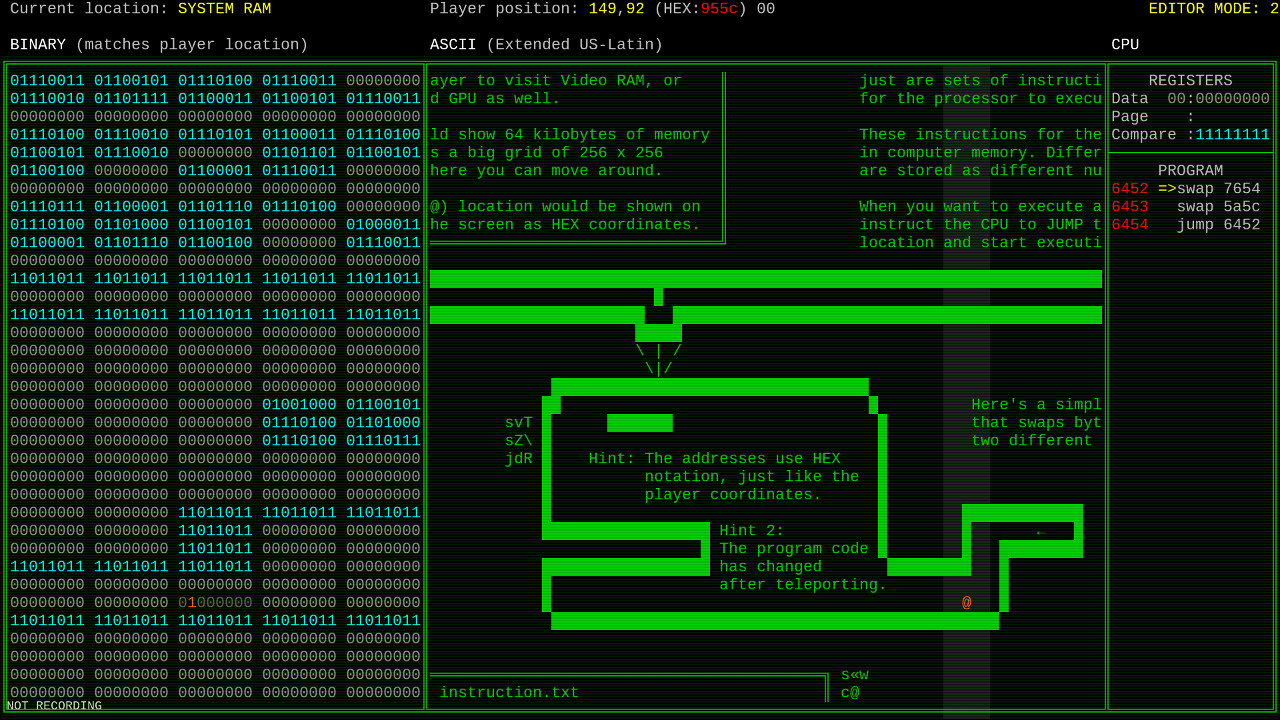 Current location: SYSTEM RAM
Player position: 149,92 (HEX:955c) 00
EDITOR MODE: 2
BINARY (matches player location)
ASCII (Extended US-Latin)
CPU
01110011 01100101 01110100 01110011 00000000
01110010 01101111 01100011 01100101 01110011
00000000 00000000 00000000 00000000 00000000
01110100 01110010 01110101 01100011 01110100
01100101 01110010 00000000 01101101 01100101
01100100 00000000 01100001 01110011 00000000
00000000 00000000 00000000 00000000 00000000
01110111 01100001 01101110 01110100 00000000
01110100 01101000 01100101 00000000 01000011
01100001 01101110 01100100 00000000 01110011
00000000 00000000 00000000 00000000 00000000
11011011 11011011 11011011 11011011 11011011
00000000 00000000 00000000 00000000 00000000
11011011 11011011 11011011 11011011 11011011
00000000 00000000 00000000 00000000 00000000
00000000 00000000 00000000 00000000 00000000
00000000 00000000 00000000 00000000 00000000
00000000 00000000 00000000 00000000 00000000
00000000 00000000 00000000 01001000 01100101
00000000 00000000 00000000 01110100 01101000
00000000 00000000 00000000 01110100 01110111
00000000 00000000 00000000 00000000 00000000
00000000 00000000 00000000 00000000 00000000
00000000 00000000 00000000 00000000 00000000
00000000 00000000 11011011 11011011 11011011
00000000 00000000 11011011 00000000 00000000
00000000 00000000 11011011 00000000 00000000
11011011 11011011 11011011 00000000 00000000
00000000 00000000 00000000 00000000 00000000
00000000 00000000 01000000 00000000 00000000
11011011 11011011 11011011 11011011 11011011
00000000 00000000 00000000 00000000 00000000
00000000 00000000 00000000 00000000 00000000
00000000 00000000 00000000 00000000 00000000
00000000 00000000 00000000 00000000 00000000
NOT RECORDING
ayer to visit Video RAM, or
d GPU as well.
ld show 64 kilobytes of memory
s a big grid of 256 x 256
here you can move around.
@) location would be shown on
he screen as HEX coordinates.
just are sets of instructi
for the processor to execu
These instructions for the
in computer memory. Differ
are stored as different nu
When you want to execute a
instruct the CPU to JUMP t
location and start executi
\ | /
\|/
svT
sZ\
jdR
Hint: The addresses use HEX
notation, just like the
player coordinates.
Here's a simpl
that swaps byt
two different
Hint 2:
The program code
has changed
after teleporting.
←
@
s«w
c@
instruction.txt
REGISTERS
Data 00:00000000
Page :
Compare :11111111
PROGRAM
6452 =>swap 7654
6453 swap 5a5c
6454 jump 6452